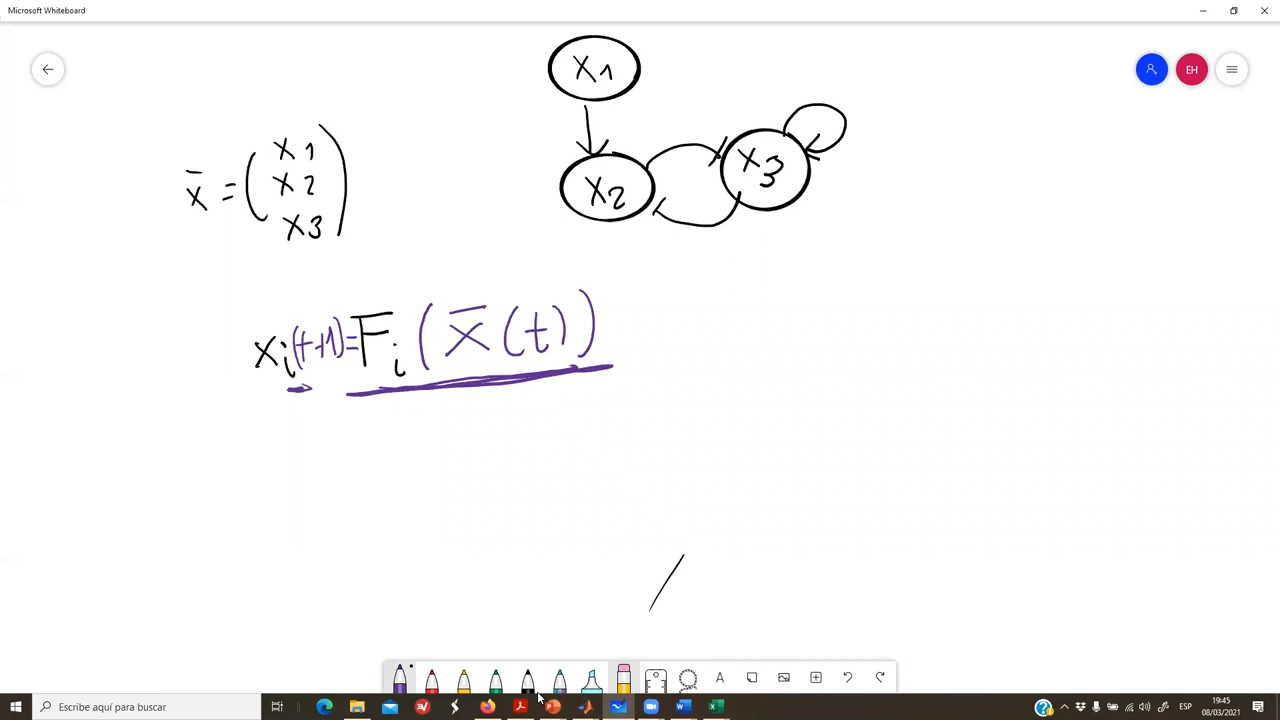 Microsoft Whiteboard
EH
x1
x2
x3
x̄ = (x1
x2
x3)
xᵢ(t+1)=Fᵢ(x̄(t))
A
Escribe aquí para buscar
ESP
19:45
08/03/2021